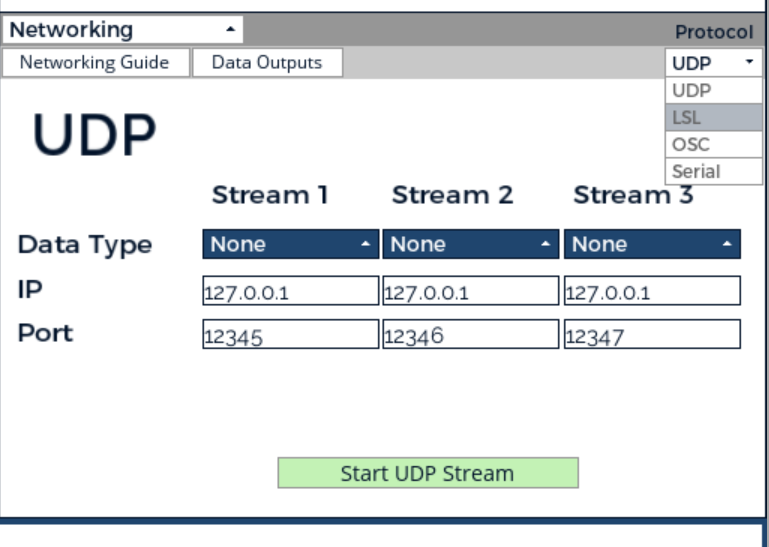 Networking
Protocol
Networking Guide Data Outputs UDP
UDP
LSL
OSC
Serial
UDP
Stream 1 Stream 2 Stream 3
Data Type None None None
IP 127.0.0.1 127.0.0.1 127.0.0.1
Port 12345 12346 12347
Start UDP Stream